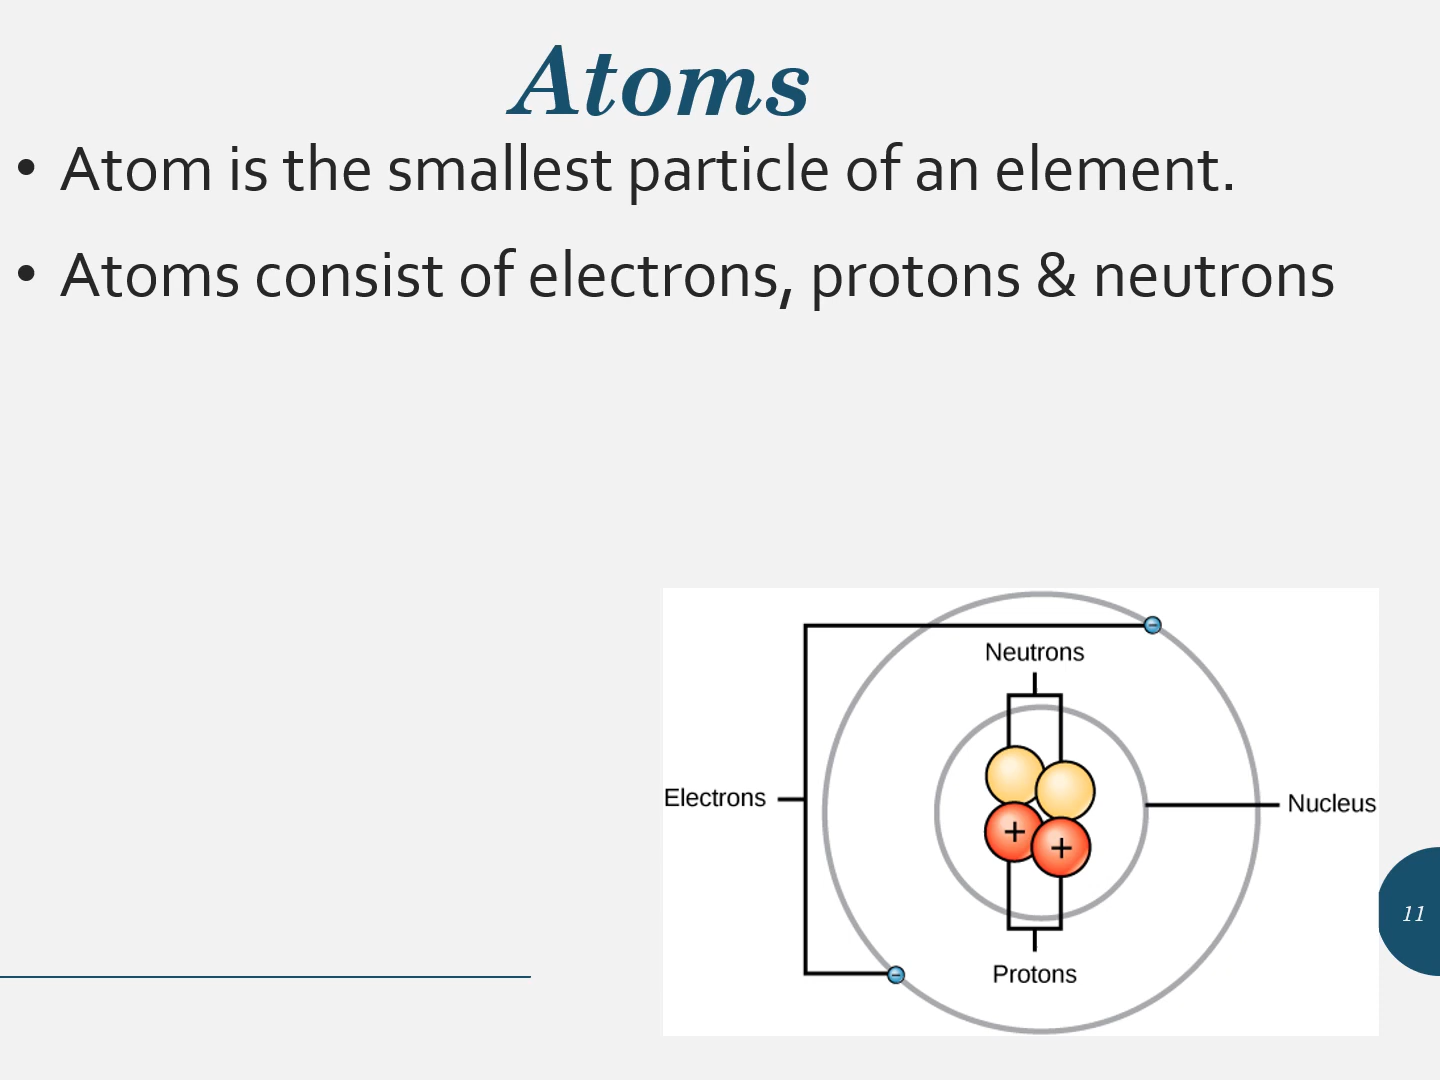 Atoms
• Atom is the smallest particle of an element.
• Atoms consist of electrons, protons & neutrons
−
Neutrons
Electrons
Nucleus
+
+
11
Protons
−